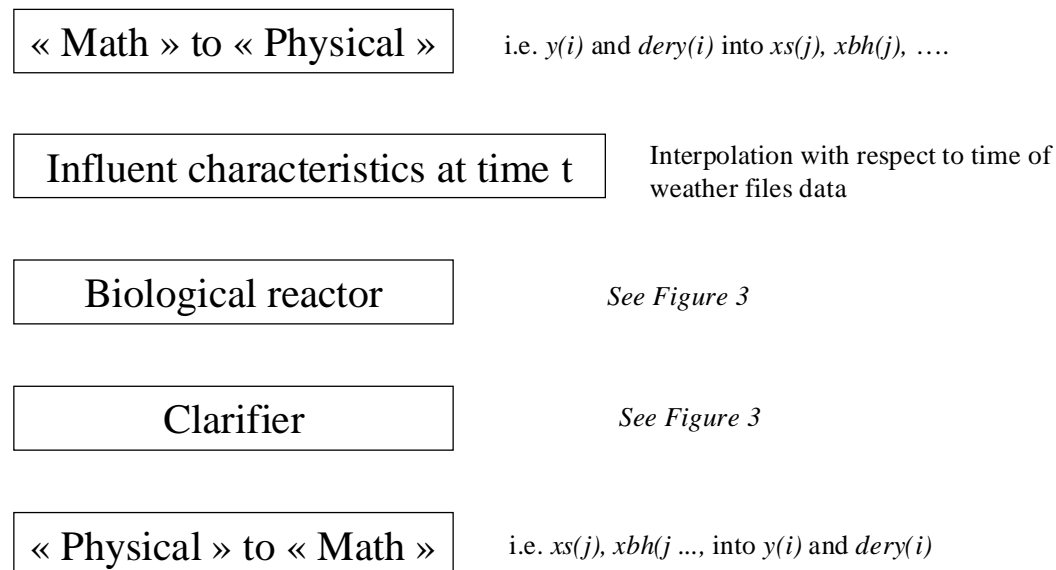 « Math » to « Physical »
i.e. y(i) and dery(i) into xs(j), xbh(j), ….
Influent characteristics at time t
Interpolation with respect to time of
weather files data
Biological reactor
See Figure 3
Clarifier
See Figure 3
« Physical » to « Math »
i.e. xs(j), xbh(j ..., into y(i) and dery(i)